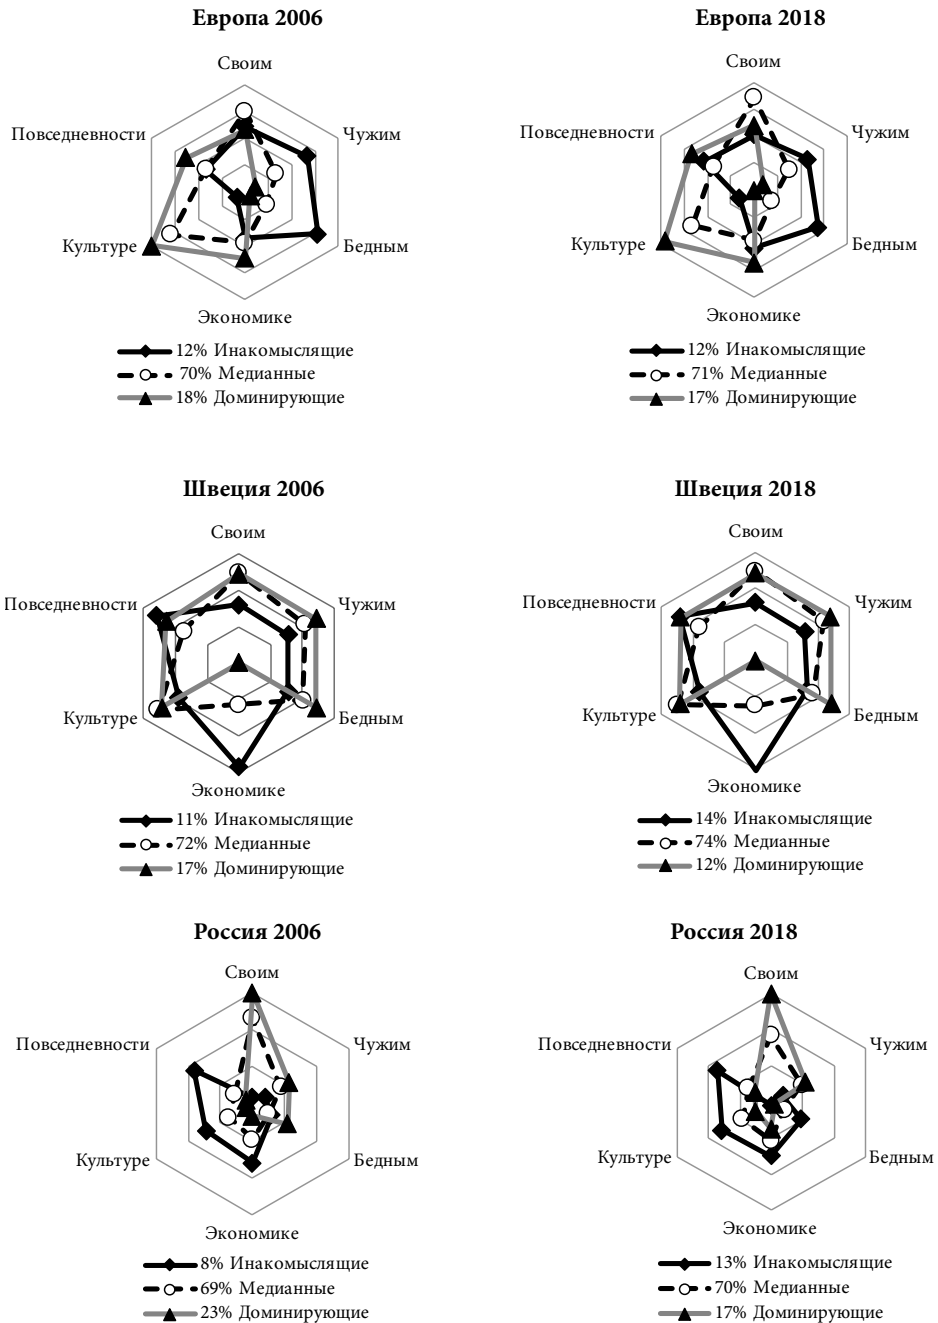 Европа 2006
Своим
Повседневности
Чужим
Культуре
Бедным
Экономике
12% Инакомыслящие
70% Медианные
18% Доминирующие
Европа 2018
Своим
Повседневности
Чужим
Культуре
Бедным
Экономике
12% Инакомыслящие
71% Медианные
17% Доминирующие
Швеция 2006
Своим
Повседневности
Чужим
Культуре
Бедным
Экономике
11% Инакомыслящие
72% Медианные
17% Доминирующие
Швеция 2018
Своим
Повседневности
Чужим
Культуре
Бедным
Экономике
14% Инакомыслящие
74% Медианные
12% Доминирующие
Россия 2006
Своим
Повседневности
Чужим
Культуре
Бедным
Экономике
8% Инакомыслящие
69% Медианные
23% Доминирующие
Россия 2018
Своим
Повседневности
Чужим
Культуре
Бедным
Экономике
13% Инакомыслящие
70% Медианные
17% Доминирующие